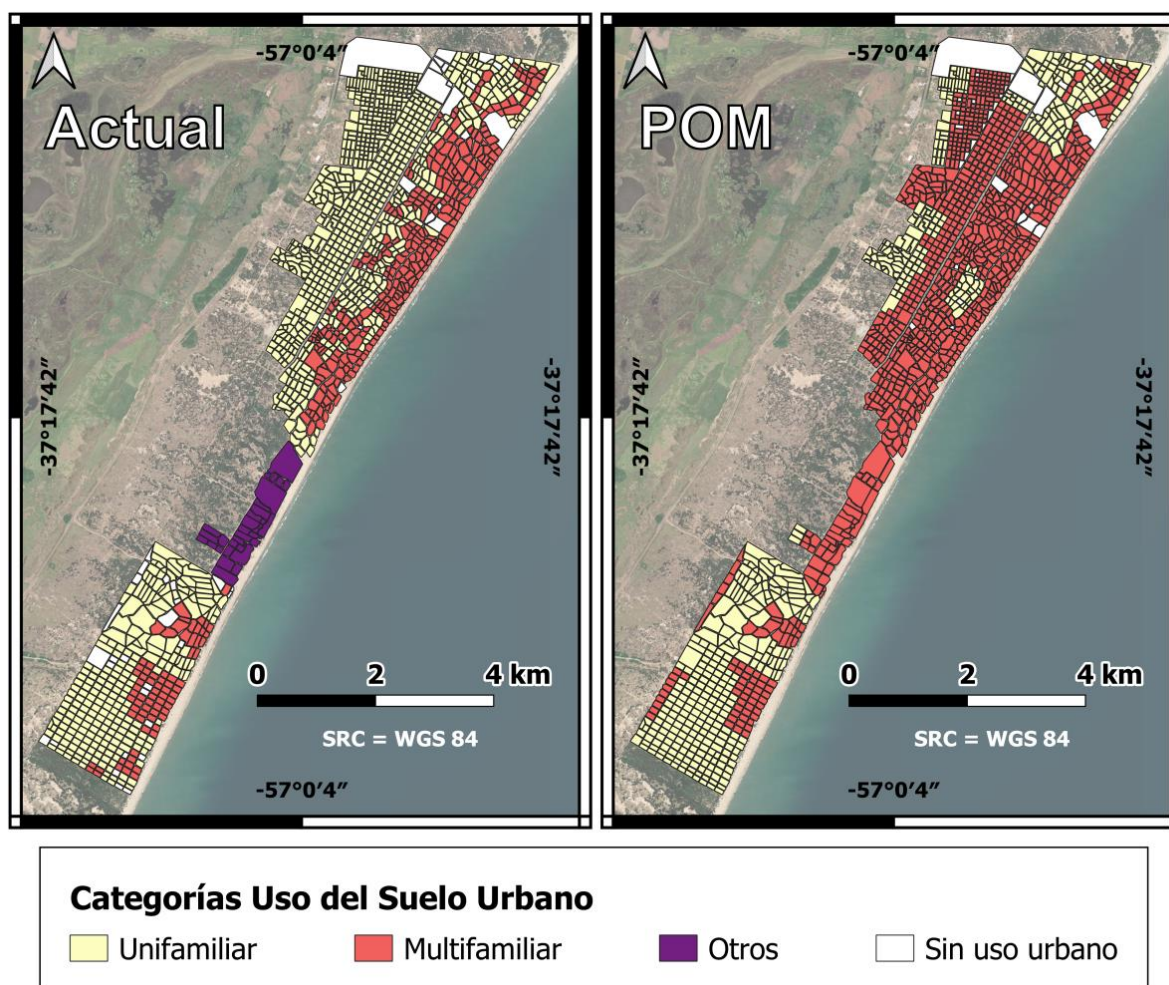 -57°0′4″
Actual
-37°17′42″
-37°17′42″
0 2 4 km
SRC = WGS 84
-57°0′4″
-57°0′4″
POM
-37°17′42″
-37°17′42″
0 2 4 km
SRC = WGS 84
-57°0′4″
Categorías Uso del Suelo Urbano
Unifamiliar Multifamiliar Otros Sin uso urbano